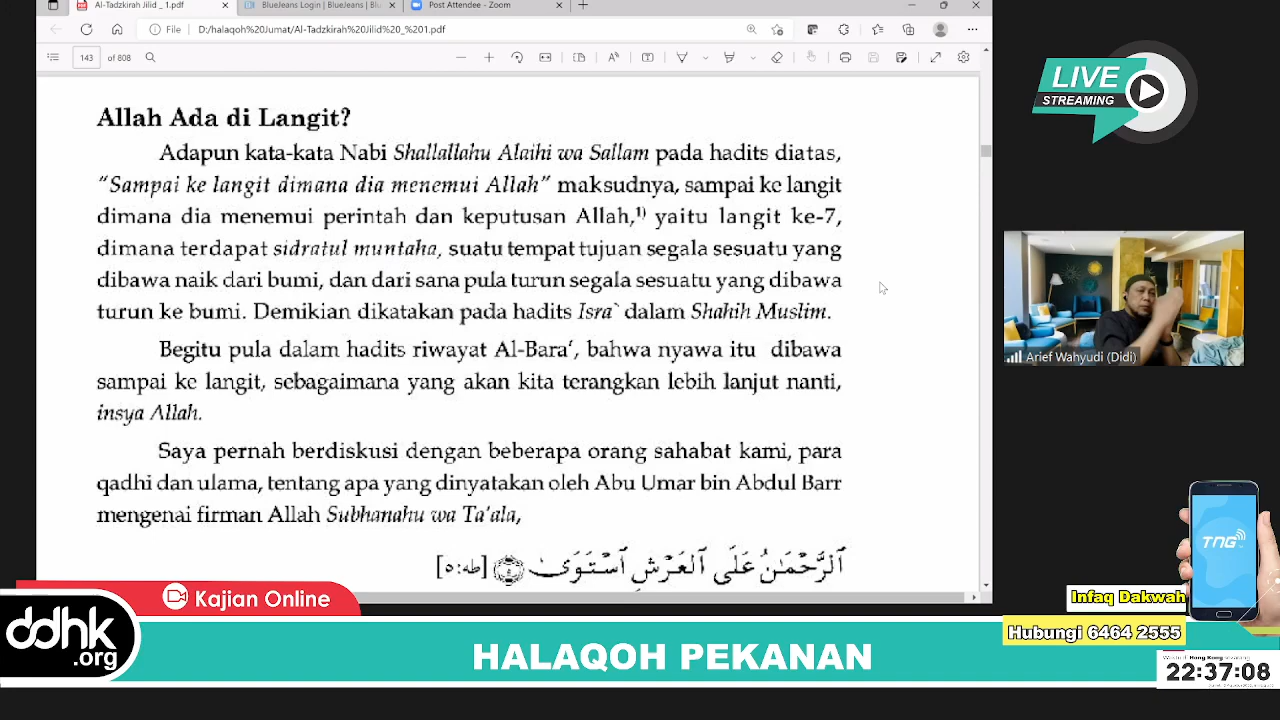 Al-Tadzkirah Jilid _ 1.pdf
BlueJeans Login | BlueJeans | Blu
Post Attendee - Zoom
File
D:/halaqoh%20Jumat/Al-Tadzkirah%20Jilid%20_%201.pdf
143 of 808
Allah Ada di Langit?
Adapun kata-kata Nabi Shallallahu Alaihi wa Sallam pada hadits diatas,
"Sampai ke langit dimana dia menemui Allah" maksudnya, sampai ke langit
dimana dia menemui perintah dan keputusan Allah,¹⁾ yaitu langit ke-7,
dimana terdapat sidratul muntaha, suatu tempat tujuan segala sesuatu yang
dibawa naik dari bumi, dan dari sana pula turun segala sesuatu yang dibawa
turun ke bumi. Demikian dikatakan pada hadits Isra` dalam Shahih Muslim.
Begitu pula dalam hadits riwayat Al-Bara', bahwa nyawa itu dibawa
sampai ke langit, sebagaimana yang akan kita terangkan lebih lanjut nanti,
insya Allah.
Saya pernah berdiskusi dengan beberapa orang sahabat kami, para
qadhi dan ulama, tentang apa yang dinyatakan oleh Abu Umar bin Abdul Barr
mengenai firman Allah Subhanahu wa Ta'ala,
ٱلرَّحْمَـٰنُ عَلَى ٱلْعَرْشِ ٱسْتَوَىٰ ۝ [طه:٥]
LIVE
STREAMING
Arief Wahyudi (Didi)
TNG
Kajian Online
ddhk
.org
HALAQOH PEKANAN
Infaq Dakwah
Hubungi 6464 2555
22:37:08